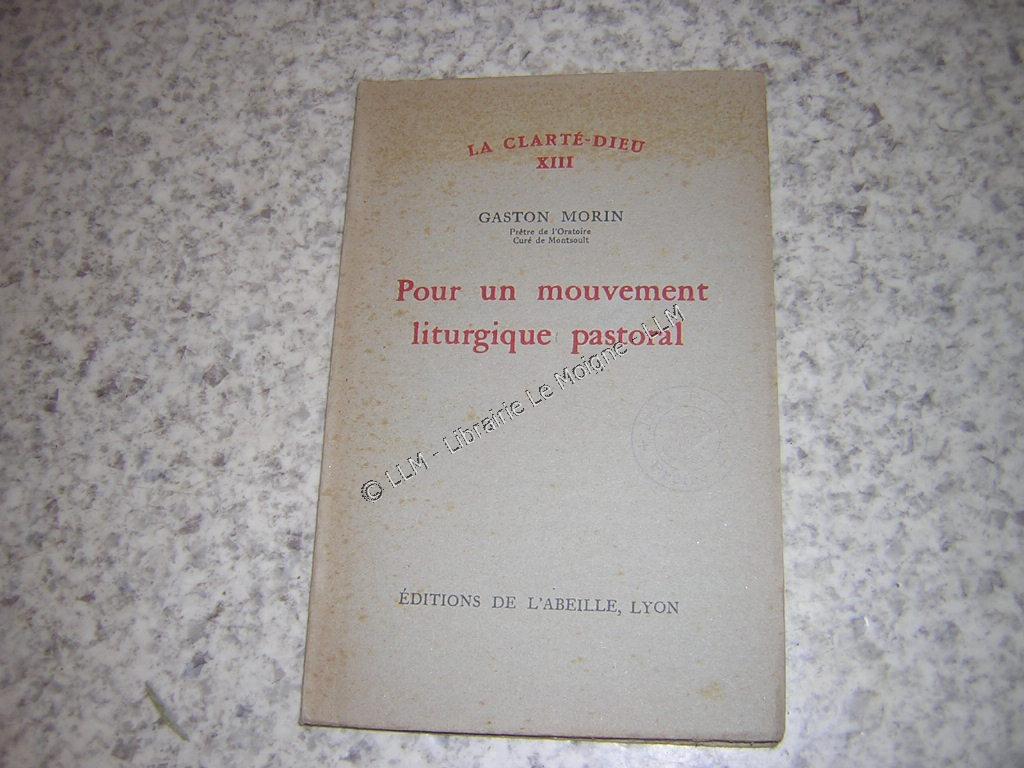 LA CLARTÉ-DIEU
XIII
GASTON MORIN
Prêtre de l'Oratoire
Curé de Montsoult
Pour un mouvement
liturgique pastoral
© LLM - Librairie Le Moigne - LLM
ÉDITIONS DE L'ABEILLE, LYON